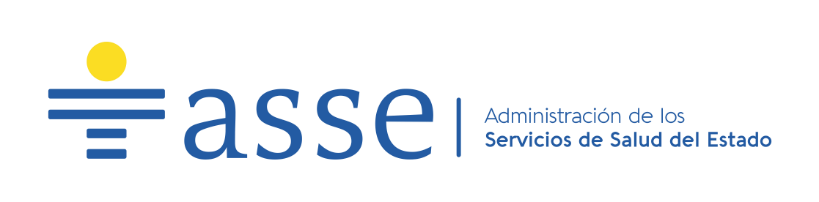 asse
Administración de los
Servicios de Salud del Estado